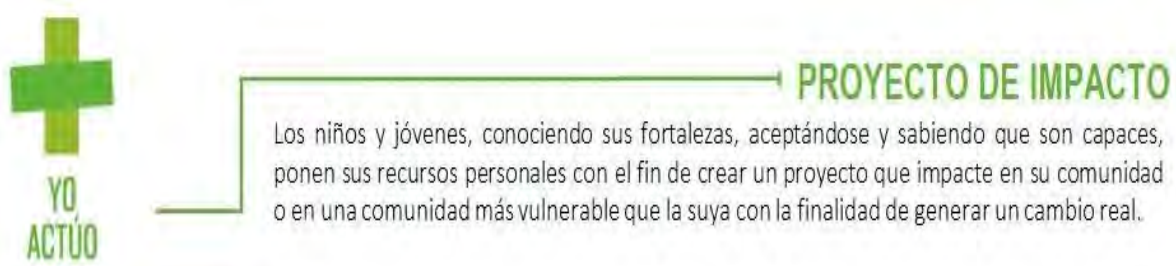 PROYECTO DE IMPACTO
Los niños y jóvenes, conociendo sus fortalezas, aceptándose y sabiendo que son capaces,
ponen sus recursos personales con el fin de crear un proyecto que impacte en su comunidad
o en una comunidad más vulnerable que la suya con la finalidad de generar un cambio real.
YO
ACTÚO